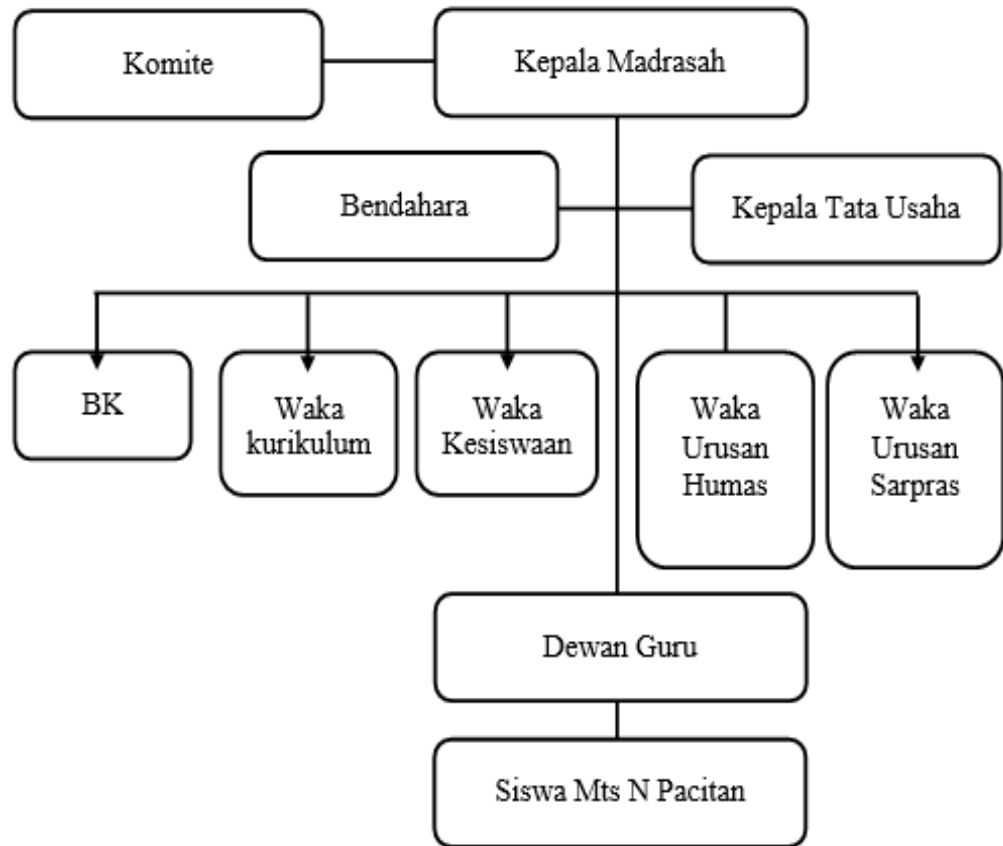 Komite
Kepala Madrasah
Bendahara
Kepala Tata Usaha
BK
Waka
kurikulum
Waka
Kesiswaan
Waka
Urusan
Humas
Waka
Urusan
Sarpras
Dewan Guru
Siswa Mts N Pacitan